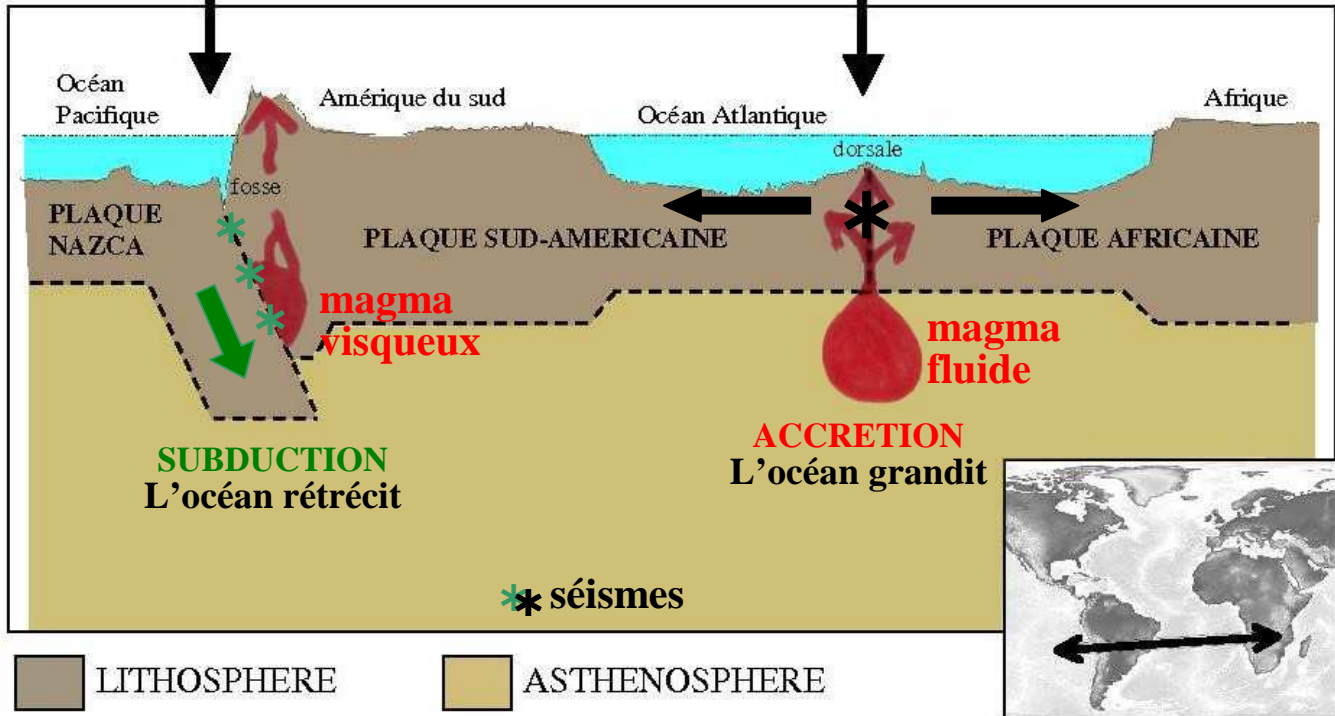 Océan
Pacifique
Amérique du sud
Océan Atlantique
Afrique
dorsale
fosse
PLAQUE
NAZCA
PLAQUE SUD-AMERICAINE
PLAQUE AFRICAINE
magma
visqueux
magma
fluide
SUBDUCTION
L'océan rétrécit
ACCRETION
L'océan grandit
séismes
LITHOSPHERE
ASTHENOSPHERE